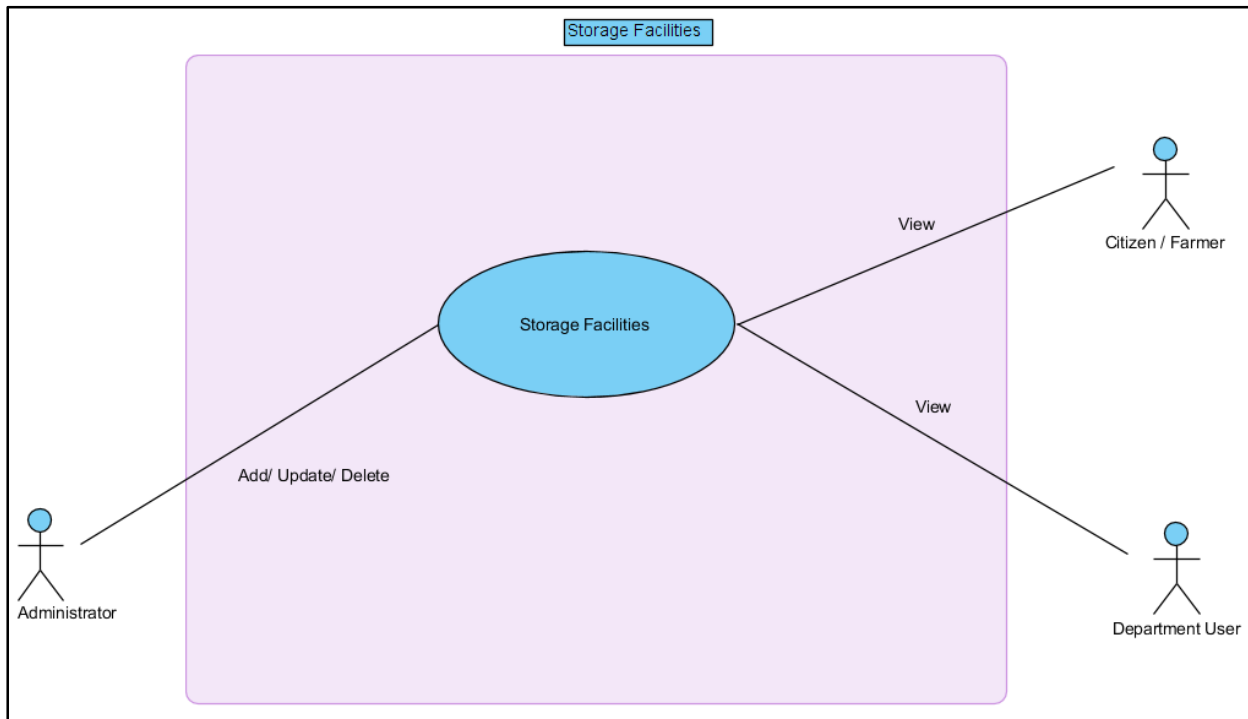 Storage Facilities
View
Citizen / Farmer
Storage Facilities
View
Add/ Update/ Delete
Administrator
Department User